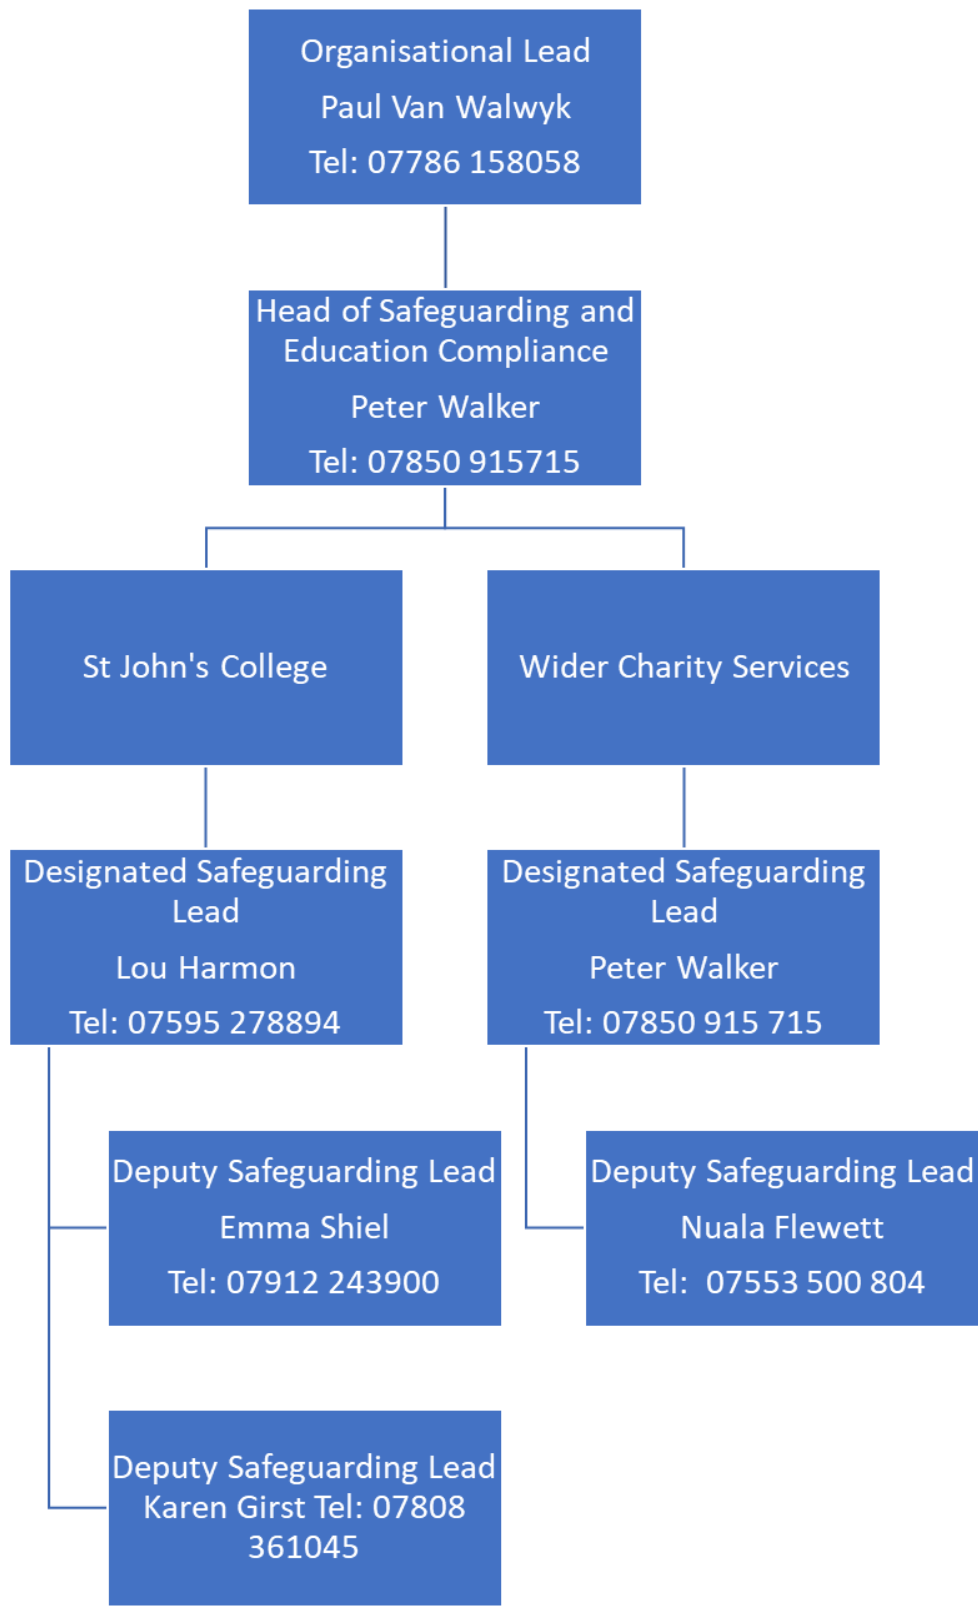 Organisational Lead
Paul Van Walwyk
Tel: 07786 158058
Head of Safeguarding and
Education Compliance
Peter Walker
Tel: 07850 915715
St John's College
Wider Charity Services
Designated Safeguarding
Lead
Lou Harmon
Tel: 07595 278894
Designated Safeguarding
Lead
Peter Walker
Tel: 07850 915 715
Deputy Safeguarding Lead
Emma Shiel
Tel: 07912 243900
Deputy Safeguarding Lead
Nuala Flewett
Tel:  07553 500 804
Deputy Safeguarding Lead
Karen Girst Tel: 07808
361045